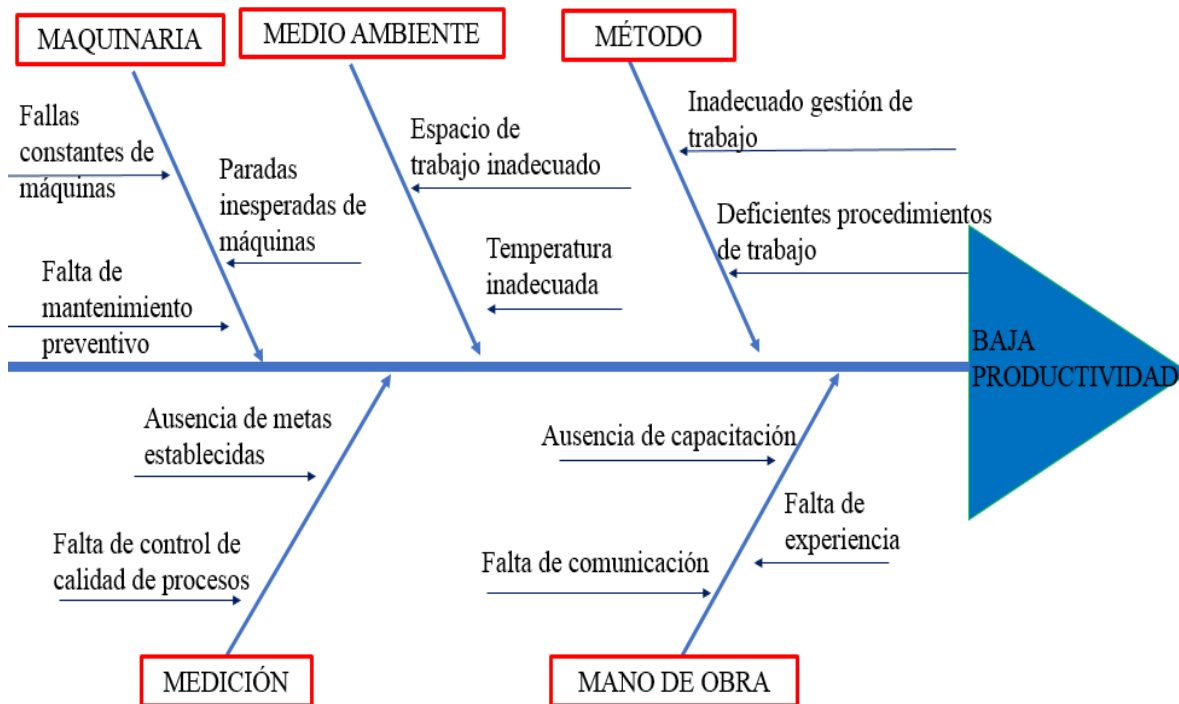 MAQUINARIA
MEDIO AMBIENTE
MÉTODO
Fallas
constantes de
máquinas
Paradas
inesperadas de
máquinas
Falta de
mantenimiento
preventivo
Espacio de
trabajo inadecuado
Temperatura
inadecuada
Inadecuado gestión de
trabajo
Deficientes procedimientos
de trabajo
BAJA
PRODUCTIVIDAD
Ausencia de metas
establecidas
Falta de control de
calidad de procesos
Ausencia de capacitación
Falta de
experiencia
Falta de comunicación
MEDICIÓN
MANO DE OBRA